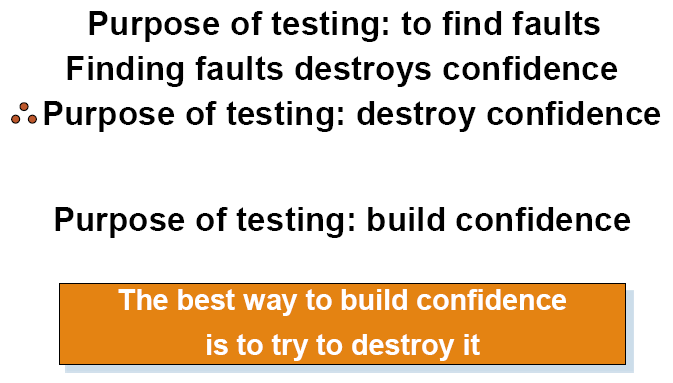 Purpose of testing: to find faults
Finding faults destroys confidence
∴ Purpose of testing: destroy confidence
Purpose of testing: build confidence
The best way to build confidence
is to try to destroy it